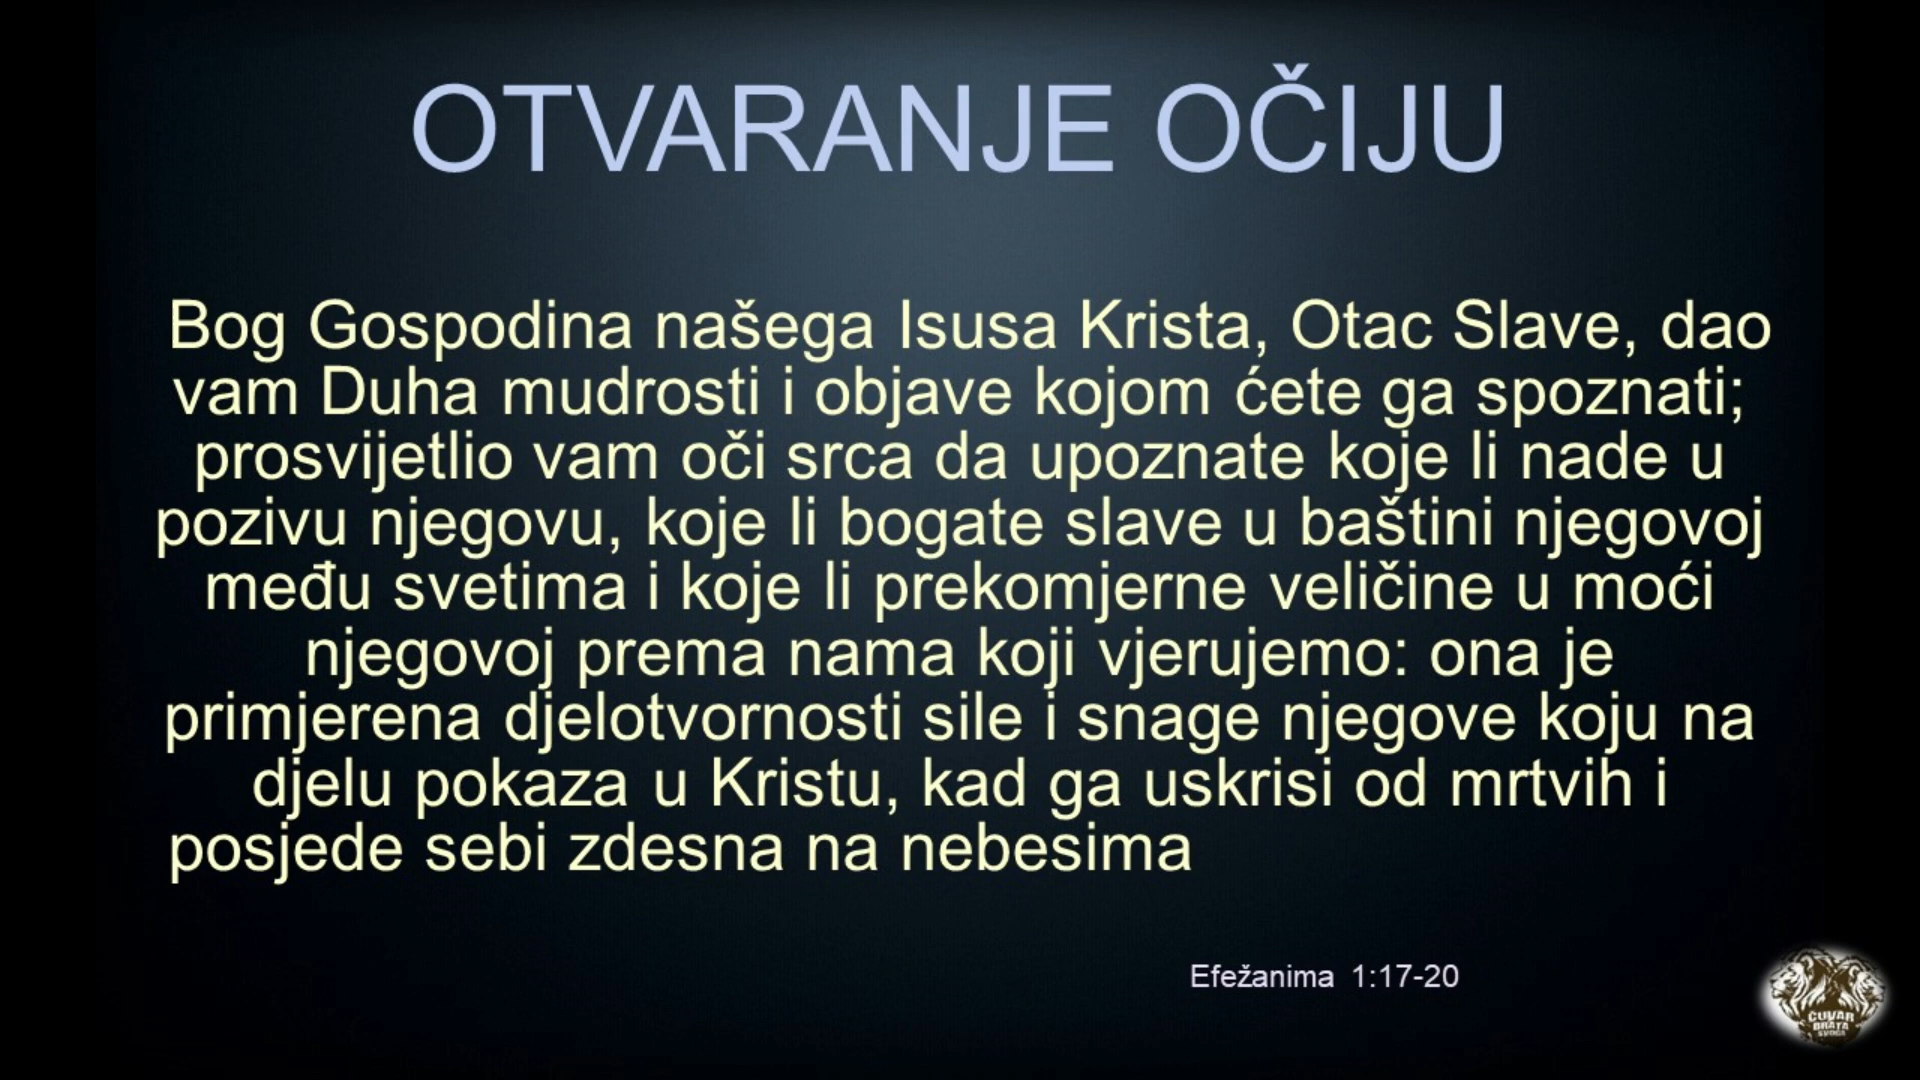 OTVARANJE OČIJU
Bog Gospodina našega Isusa Krista, Otac Slave, dao
vam Duha mudrosti i objave kojom ćete ga spoznati;
prosvijetlio vam oči srca da upoznate koje li nade u
pozivu njegovu, koje li bogate slave u baštini njegovoj
među svetima i koje li prekomjerne veličine u moći
njegovoj prema nama koji vjerujemo: ona je
primjerena djelotvornosti sile i snage njegove koju na
djelu pokaza u Kristu, kad ga uskrisi od mrtvih i
posjede sebi zdesna na nebesima
Efežanima 1:17-20
ČUVAR
BRATA
SVOGA